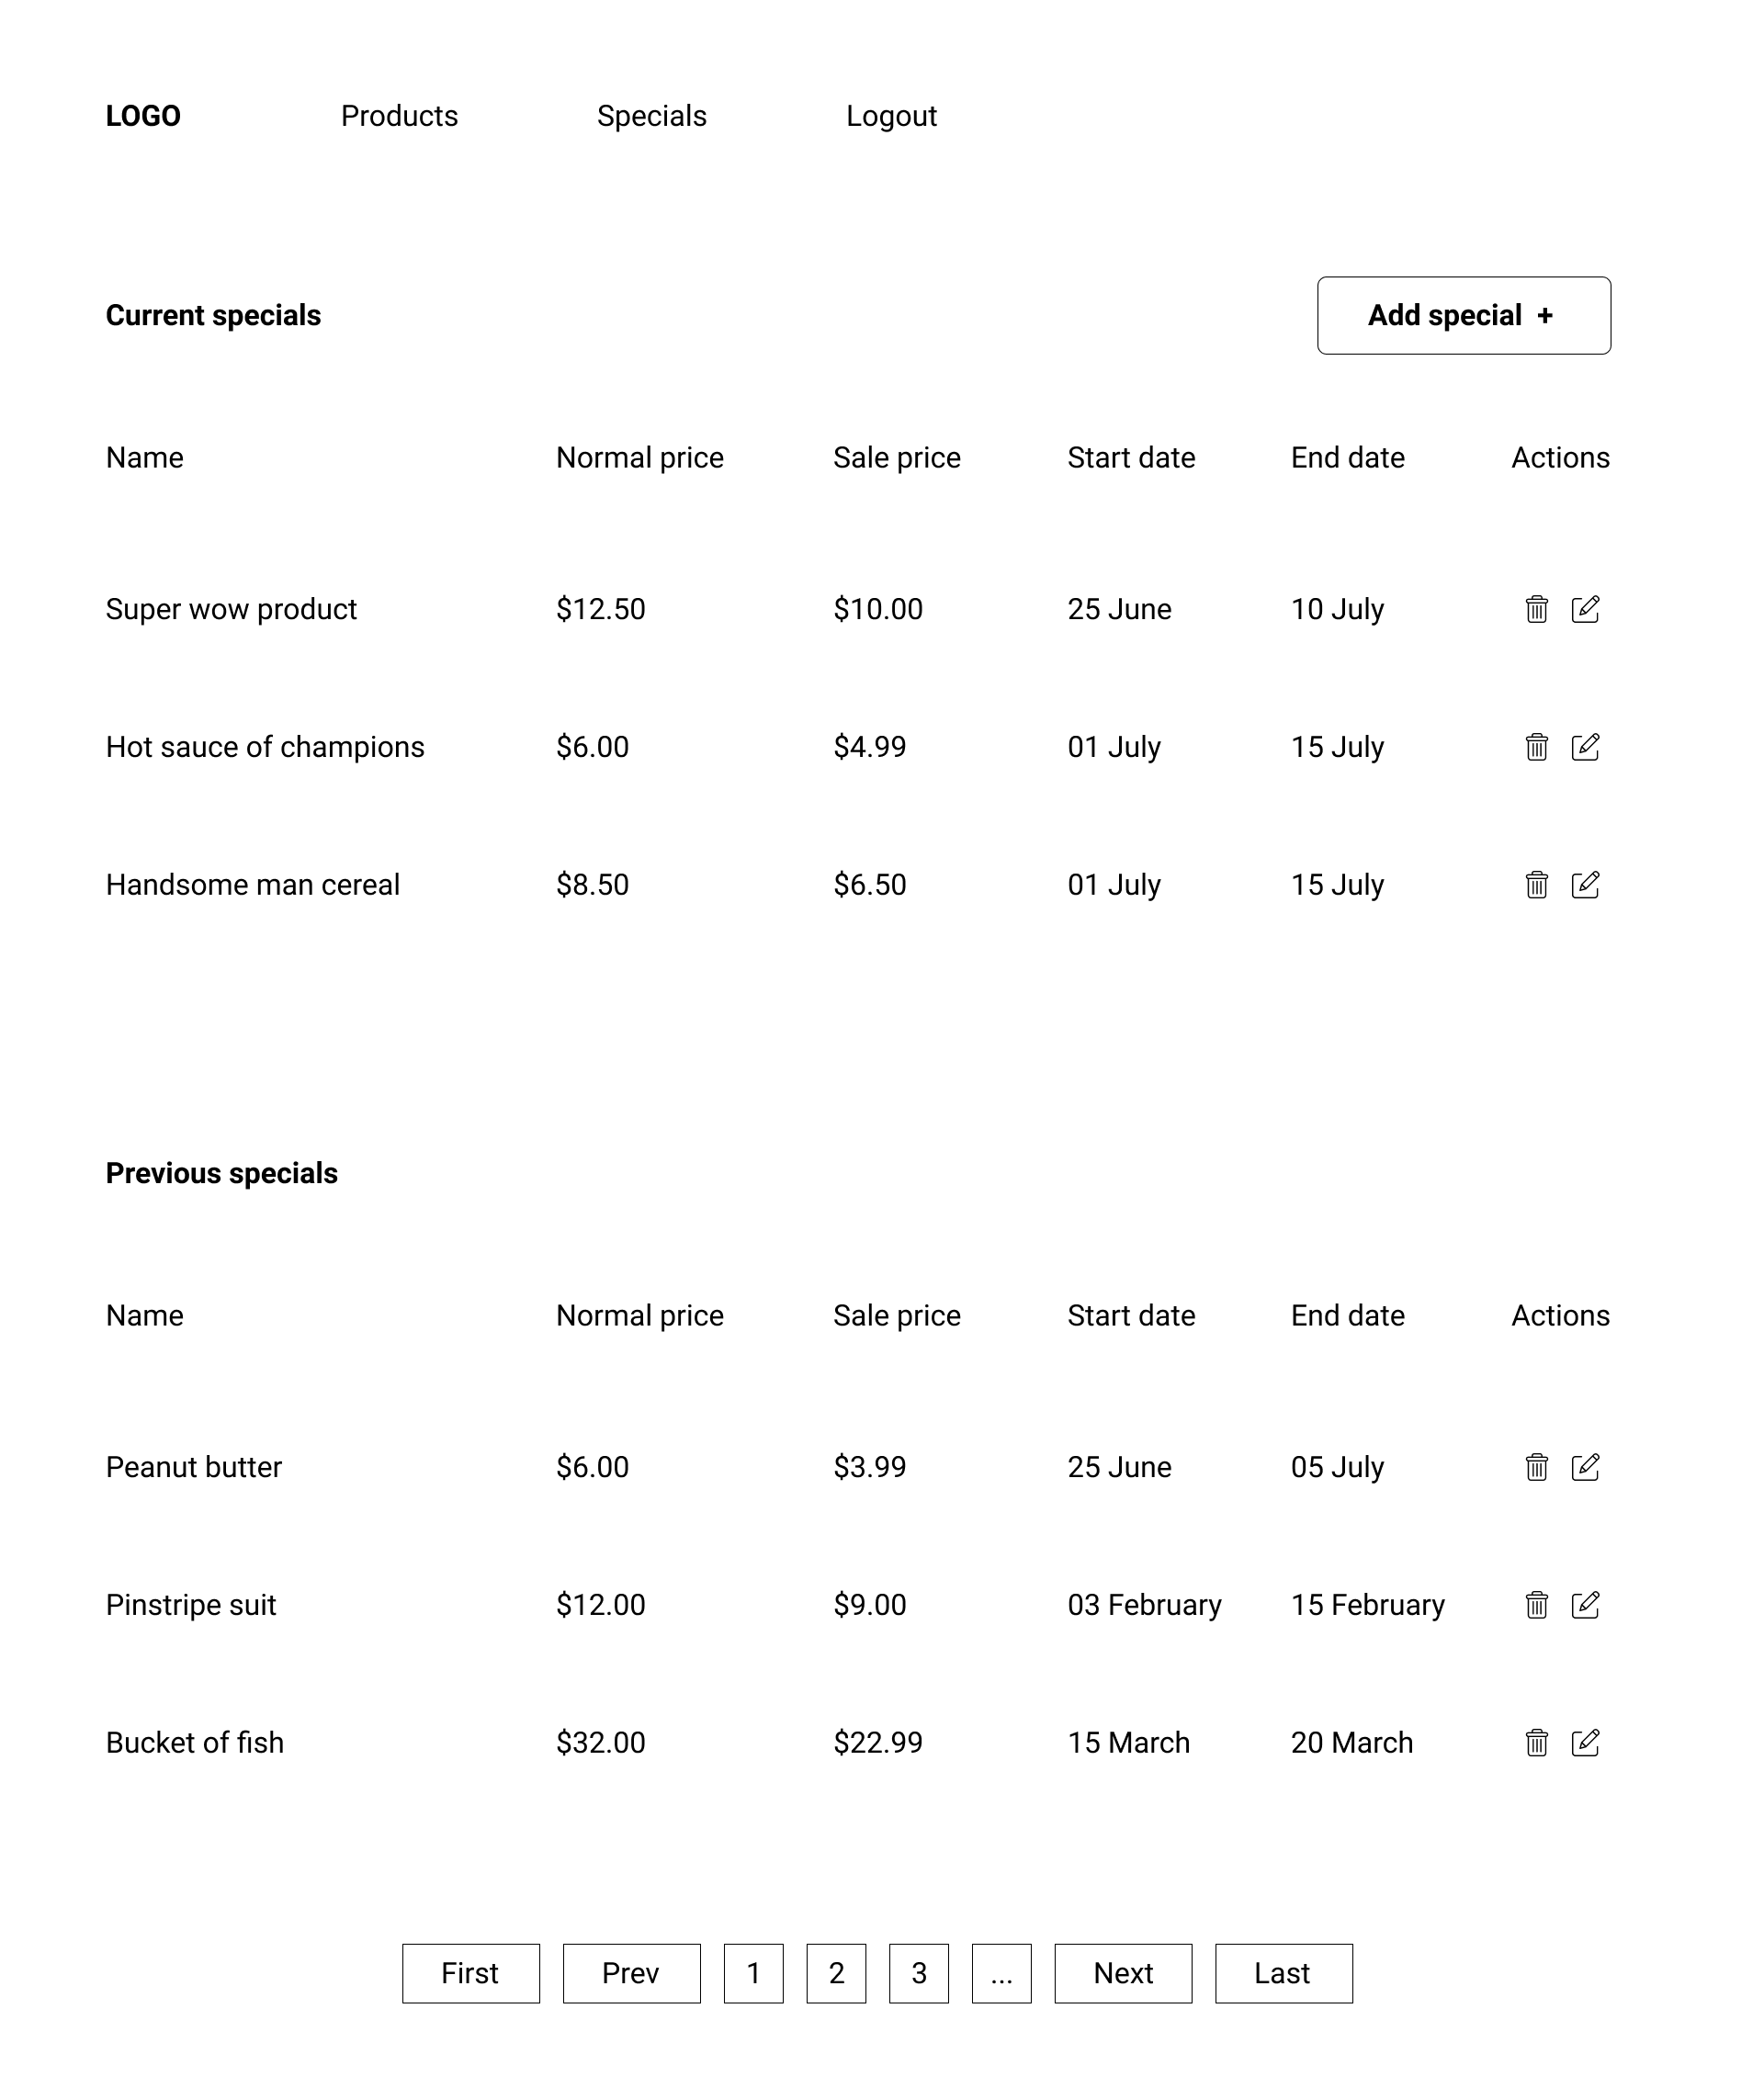 LOGO Products Specials Logout
Current specials Add special +
Name Normal price Sale price Start date End date Actions
Super wow product $12.50 $10.00 25 June 10 July
Hot sauce of champions $6.00 $4.99 01 July 15 July
Handsome man cereal $8.50 $6.50 01 July 15 July
Previous specials
Name Normal price Sale price Start date End date Actions
Peanut butter $6.00 $3.99 25 June 05 July
Pinstripe suit $12.00 $9.00 03 February 15 February
Bucket of fish $32.00 $22.99 15 March 20 March
First Prev 1 2 3 ... Next Last